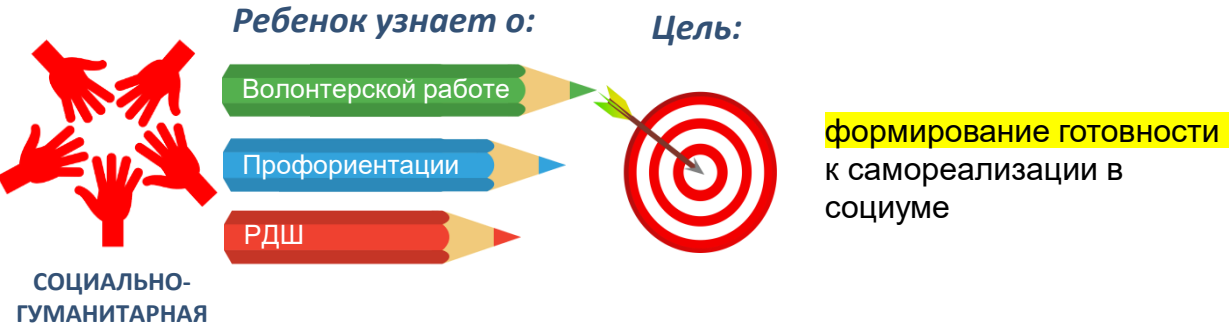 Ребенок узнает о:
Цель:
Волонтерской работе
Профориентации
РДШ
формирование готовности
к самореализации в
социуме
СОЦИАЛЬНО-
ГУМАНИТАРНАЯ